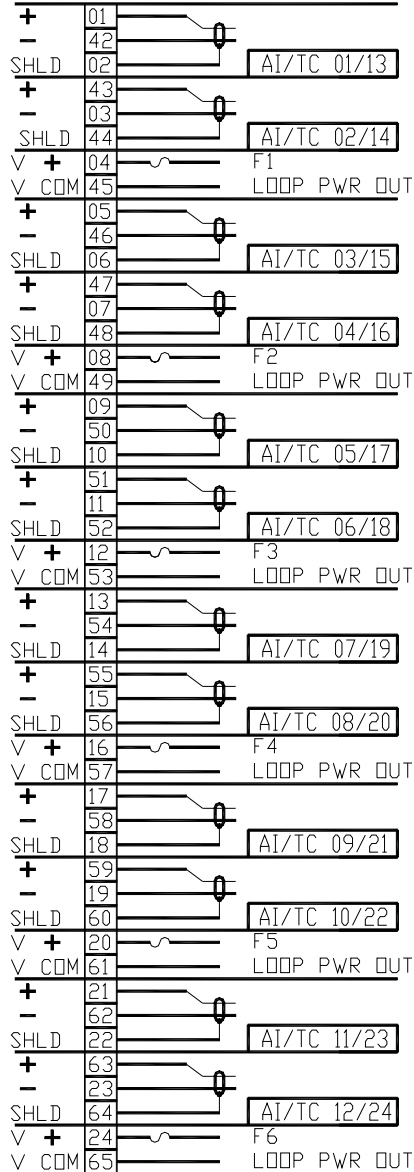 + 01
− 42
SHLD 02 AI/TC 01/13
+ 43
− 03
SHLD 44 AI/TC 02/14
V + 04 F1
V COM 45 LOOP PWR OUT
+ 05
− 46
SHLD 06 AI/TC 03/15
+ 47
− 07
SHLD 48 AI/TC 04/16
V + 08 F2
V COM 49 LOOP PWR OUT
+ 09
− 50
SHLD 10 AI/TC 05/17
+ 51
− 11
SHLD 52 AI/TC 06/18
V + 12 F3
V COM 53 LOOP PWR OUT
+ 13
− 54
SHLD 14 AI/TC 07/19
+ 55
− 15
SHLD 56 AI/TC 08/20
V + 16 F4
V COM 57 LOOP PWR OUT
+ 17
− 58
SHLD 18 AI/TC 09/21
+ 59
− 19
SHLD 60 AI/TC 10/22
V + 20 F5
V COM 61 LOOP PWR OUT
+ 21
− 62
SHLD 22 AI/TC 11/23
+ 63
− 23
SHLD 64 AI/TC 12/24
V + 24 F6
V COM 65 LOOP PWR OUT